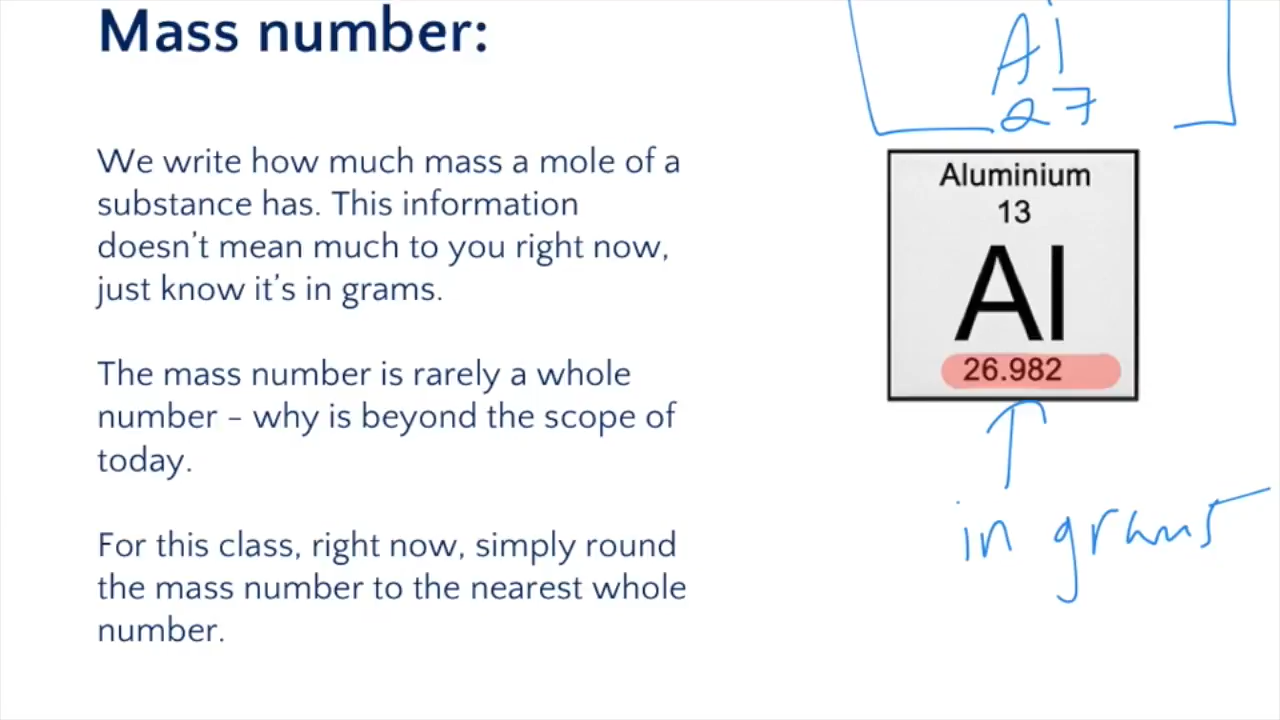 Mass number:
We write how much mass a mole of a
substance has. This information
doesn't mean much to you right now,
just know it's in grams.
The mass number is rarely a whole
number – why is beyond the scope of
today.
For this class, right now, simply round
the mass number to the nearest whole
number.
Al
27
Aluminium
13
Al
26.982
in grams